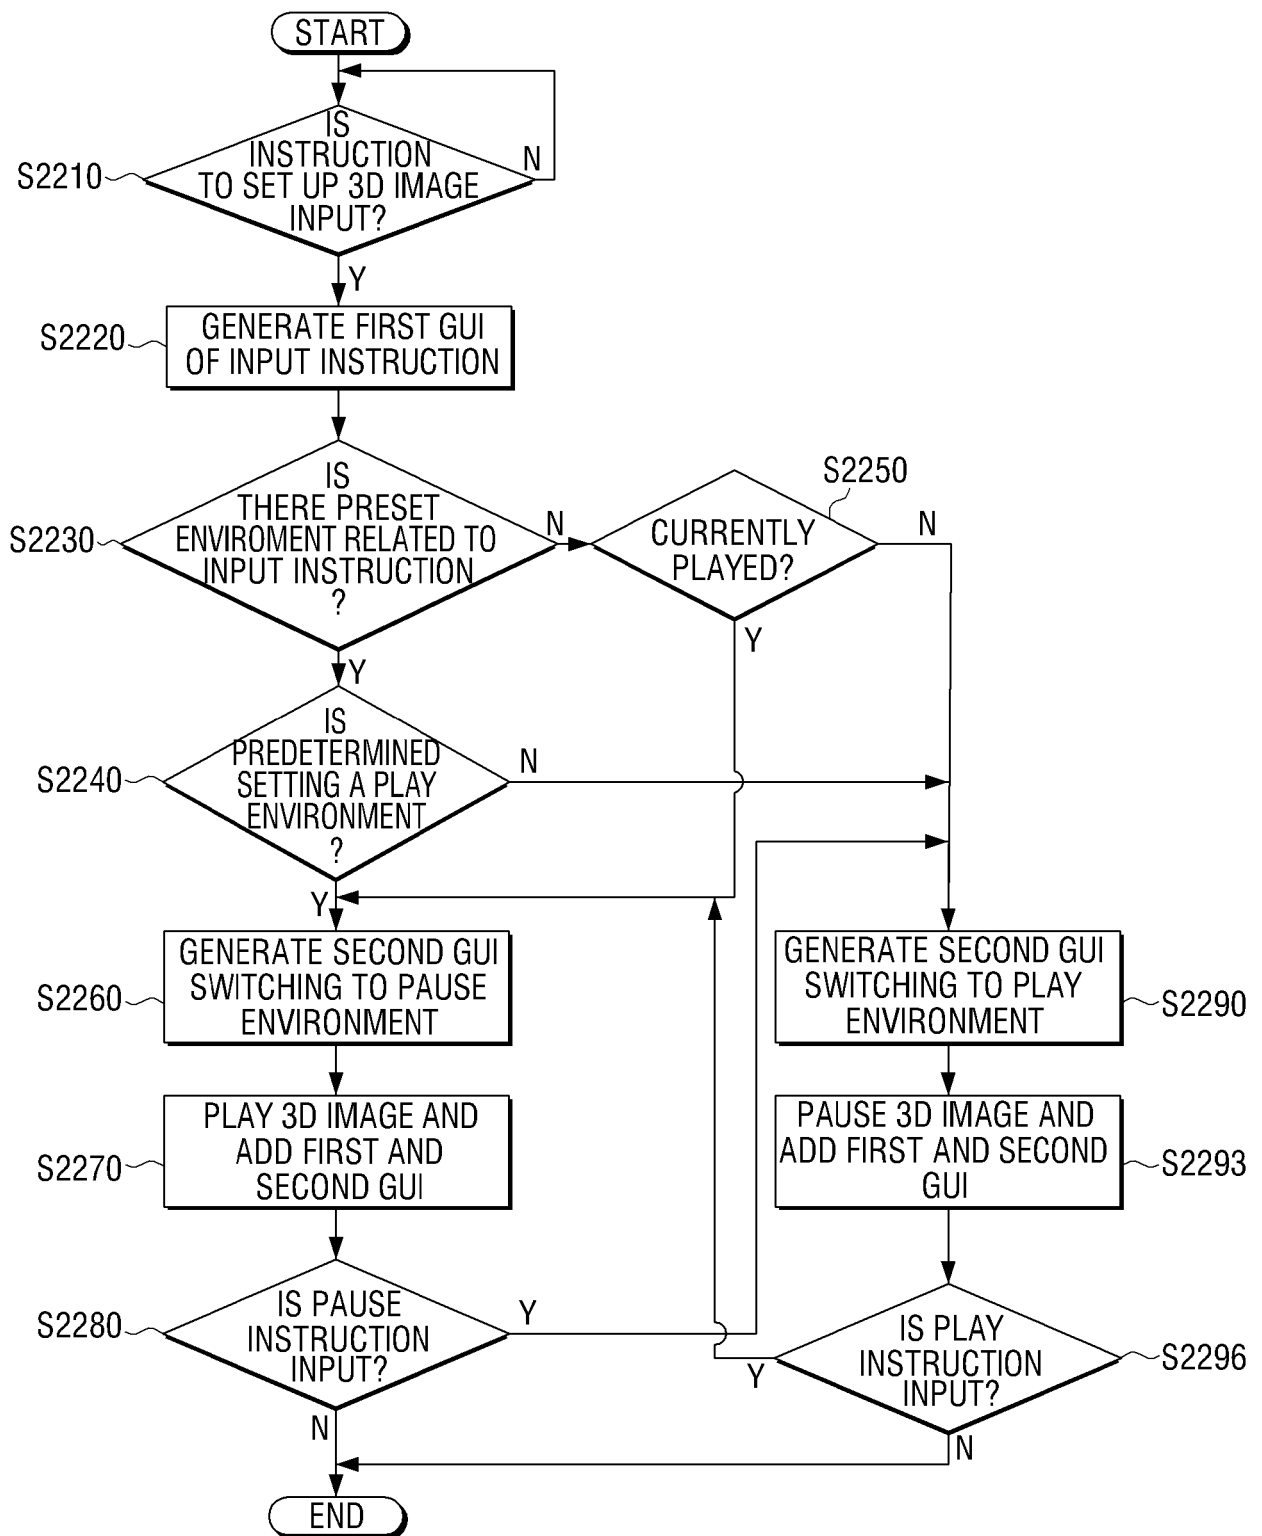 START
IS
INSTRUCTION
TO SET UP 3D IMAGE
INPUT?
N
S2210
Y
S2220
GENERATE FIRST GUI
OF INPUT INSTRUCTION
IS
THERE PRESET
ENVIROMENT RELATED TO
INPUT INSTRUCTION
?
S2230
N
S2250
CURRENTLY
PLAYED?
N
Y
Y
IS
PREDETERMINED
SETTING A PLAY
ENVIRONMENT
?
S2240
N
Y
GENERATE SECOND GUI
SWITCHING TO PAUSE
ENVIRONMENT
S2260
GENERATE SECOND GUI
SWITCHING TO PLAY
ENVIRONMENT
S2290
PLAY 3D IMAGE AND
ADD FIRST AND
SECOND GUI
S2270
PAUSE 3D IMAGE AND
ADD FIRST AND SECOND
GUI
S2293
IS PAUSE
INSTRUCTION
INPUT?
S2280
Y
IS PLAY
INSTRUCTION
INPUT?
S2296
Y
N
N
END